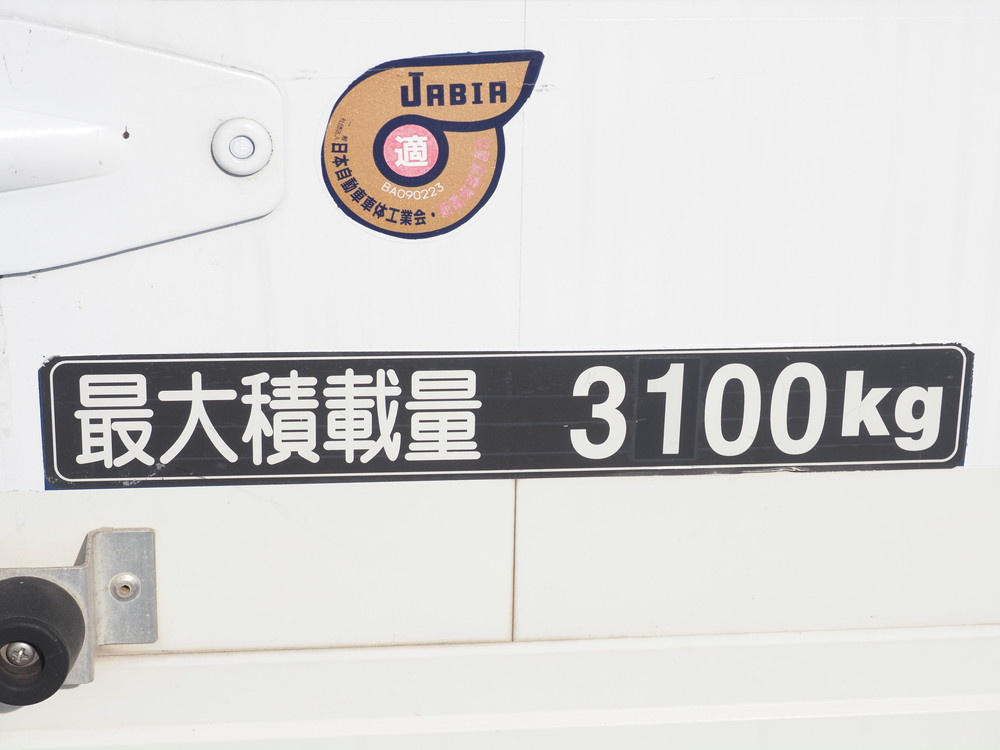 JABIA
適
BA090223
日本自動車車体工業会・
最大積載量 3100kg